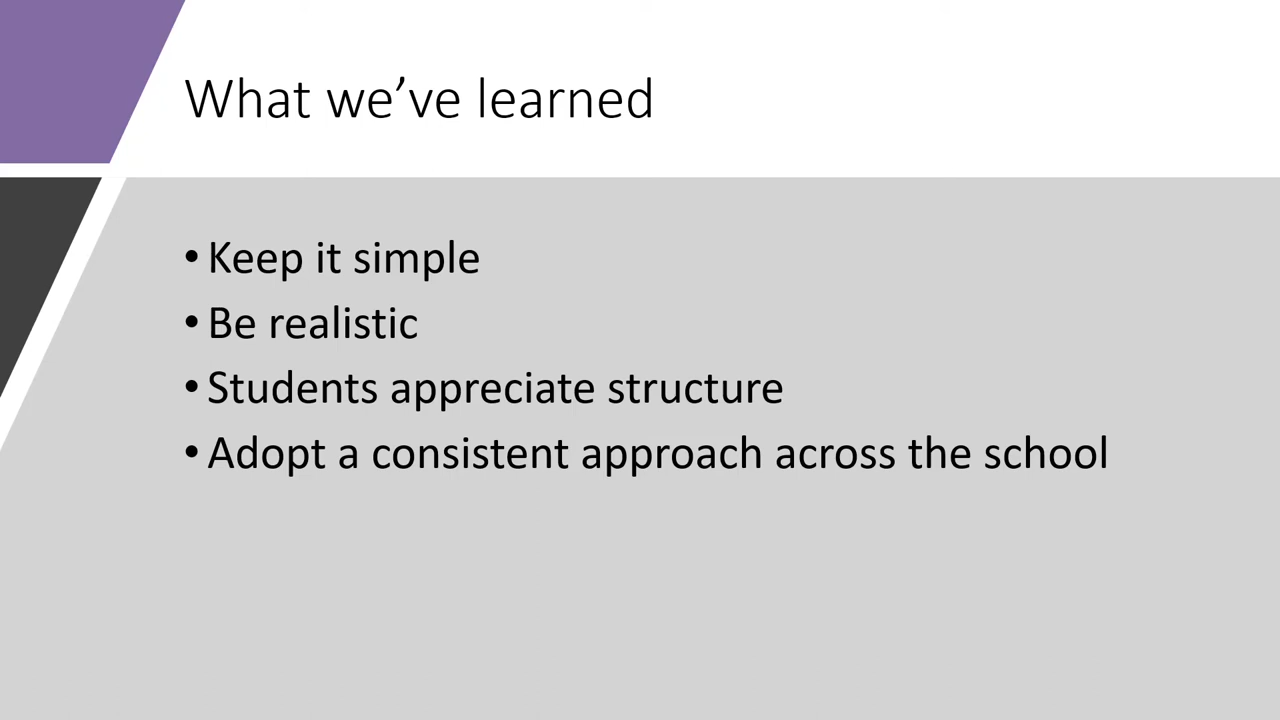 What we’ve learned
• Keep it simple
• Be realistic
• Students appreciate structure
• Adopt a consistent approach across the school